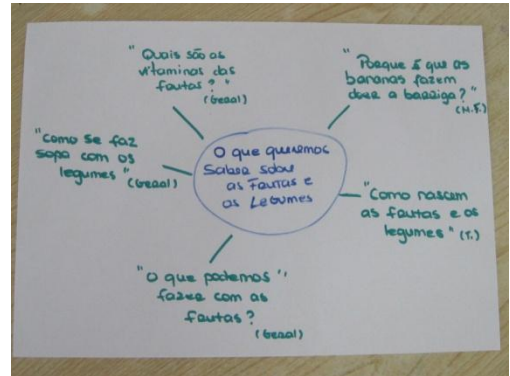 "Quais são as
vitaminas das
frutas?"
(Geral)
"Porque é que as
bananas fazem
doer a barriga?"
(M.F.)
"Como se faz
sopa com os
legumes" (Geral)
O que queremos
Saber sobre
as Frutas e
os Legumes
"Como nascem
as frutas e os
legumes" (T.)
"O que podemos"
fazer com as
frutas?
(Geral)